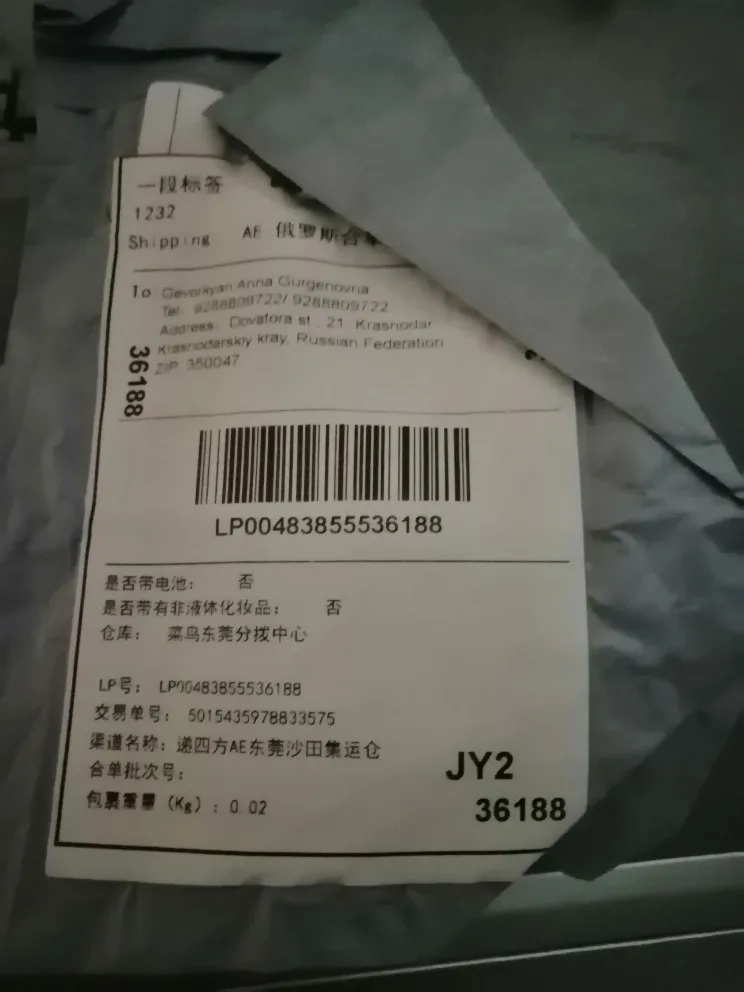 一段标签
1232
Shipping AE 俄罗斯合单
To Gevorkyan Anna Gurgenovna
Tel: 9288809722/ 9288809722
Address: Dovatora st., 21 Krasnodar
Krasnodarskiy kray, Russian Federation
ZIP: 350047
36188
LP00483855536188
是否带电池: 否
是否带有非液体化妆品: 否
仓库: 菜鸟东莞分拨中心
LP号: LP00483855536188
交易单号: 5015435978833575
渠道名称: 递四方AE东莞沙田集运仓
合单批次号:
包裹重量 (Kg) : 0.02
JY2
36188